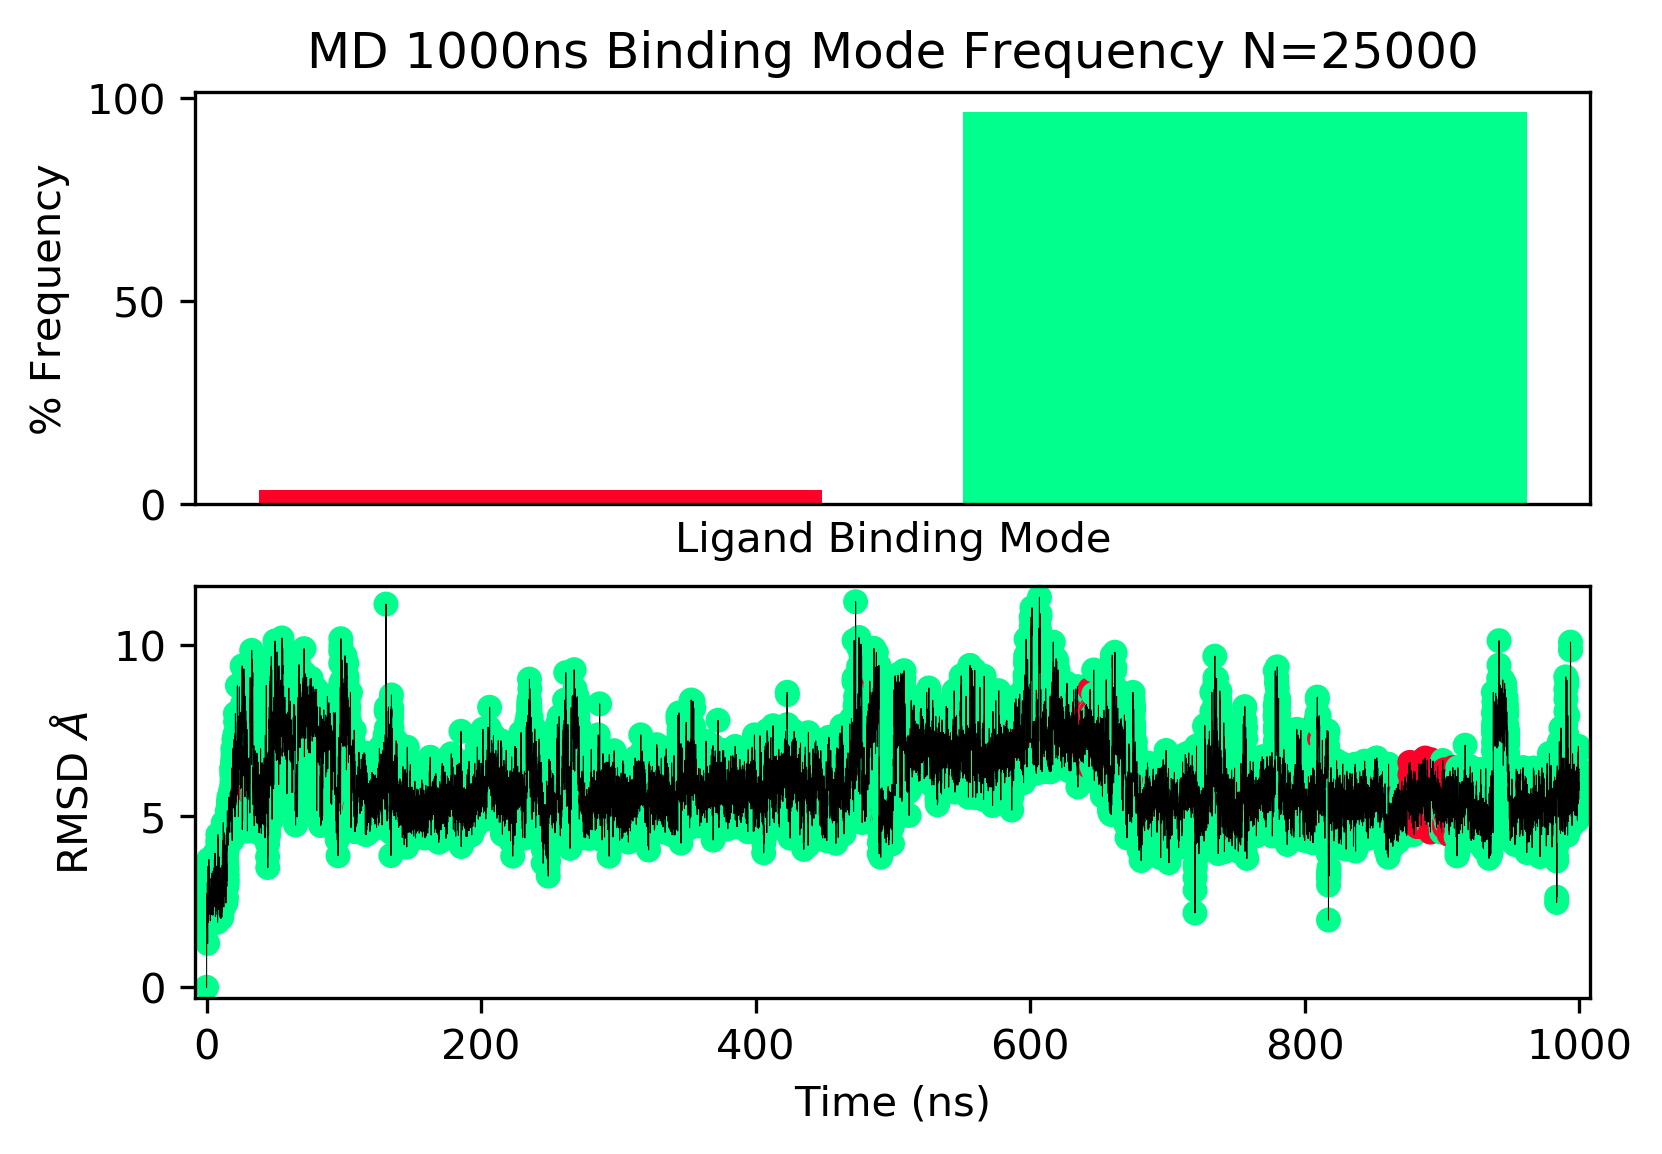 MD 1000ns Binding Mode Frequency N=25000
100
50
0
% Frequency
Ligand Binding Mode
10
5
0
RMSD Å
0 200 400 600 800 1000
Time (ns)